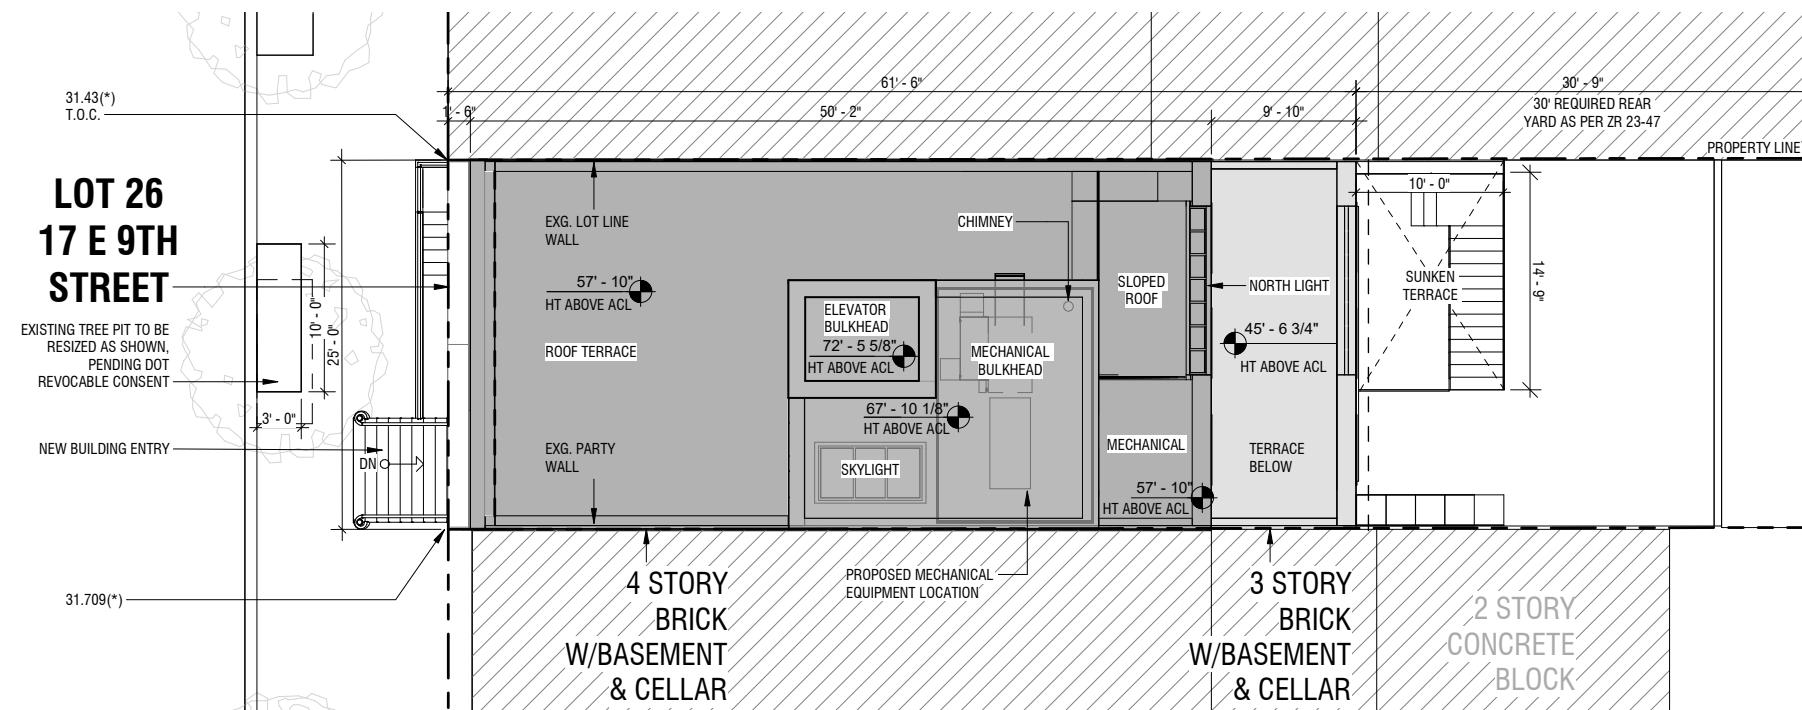 61' - 6"
30' - 9"
1' - 6"
50' - 2"
9' - 10"
30' REQUIRED REAR
YARD AS PER ZR 23-47
31.43(*)
T.O.C.
PROPERTY LINE
LOT 26
17 E 9TH
STREET
EXISTING TREE PIT TO BE
RESIZED AS SHOWN,
PENDING DOT
REVOCABLE CONSENT
10' - 0"
25' - 0"
3' - 0"
NEW BUILDING ENTRY
DN
31.709(*)
EXG. LOT LINE
WALL
57' - 10"
HT ABOVE ACL
ROOF TERRACE
EXG. PARTY
WALL
CHIMNEY
ELEVATOR
BULKHEAD
72' - 5 5/8"
HT ABOVE ACL
MECHANICAL
BULKHEAD
67' - 10 1/8"
HT ABOVE ACL
SKYLIGHT
SLOPED
ROOF
NORTH LIGHT
45' - 6 3/4"
HT ABOVE ACL
MECHANICAL
57' - 10"
HT ABOVE ACL
TERRACE
BELOW
10' - 0"
SUNKEN
TERRACE
14' - 9"
PROPOSED MECHANICAL
EQUIPMENT LOCATION
4 STORY
BRICK
W/BASEMENT
& CELLAR
3 STORY
BRICK
W/BASEMENT
& CELLAR
2 STORY
CONCRETE
BLOCK